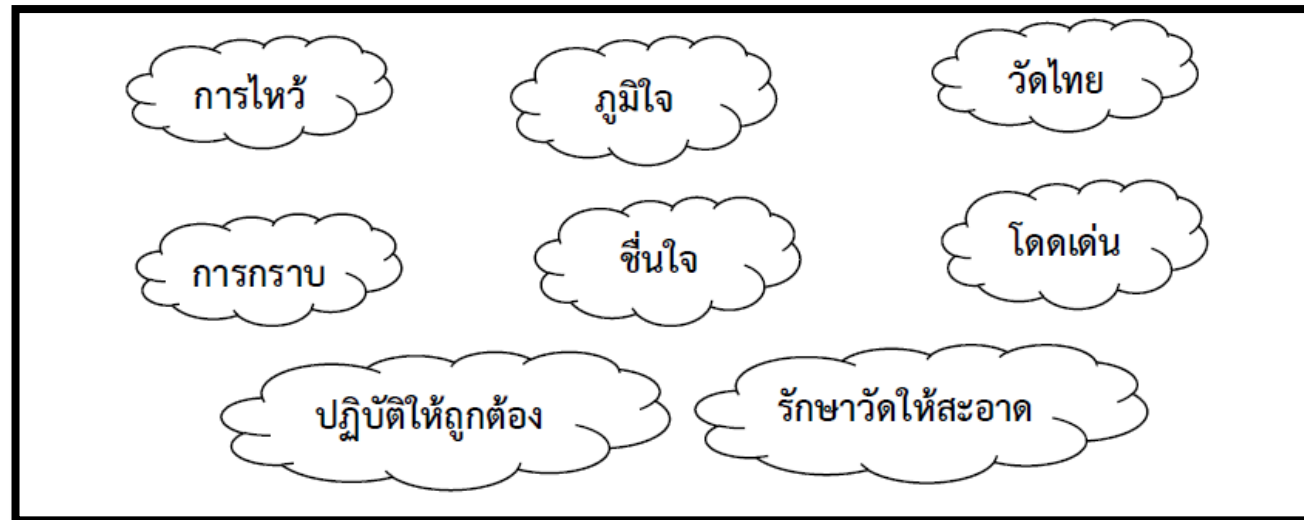 การไหว้
ภูมิใจ
วัดไทย
การกราบ
ชื่นใจ
โดดเด่น
ปฏิบัติให้ถูกต้อง
รักษาวัดให้สะอาด